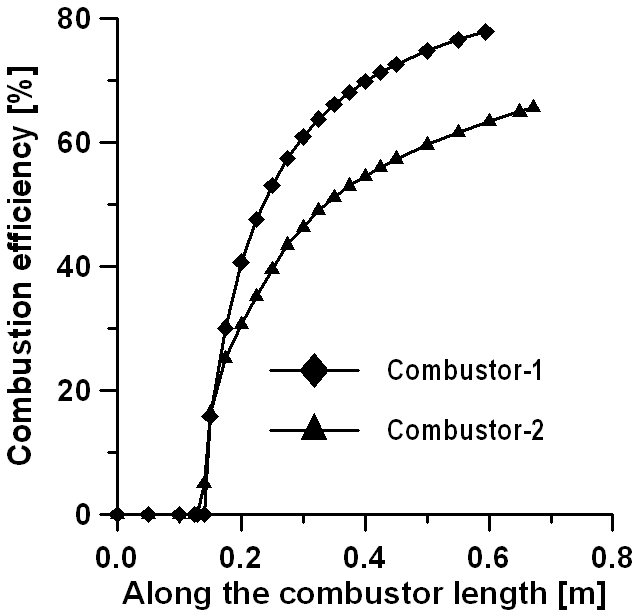 80
60
40
20
0
Combustion efficiency [%]
Combustor-1
Combustor-2
0.0 0.2 0.4 0.6 0.8
Along the combustor length [m]